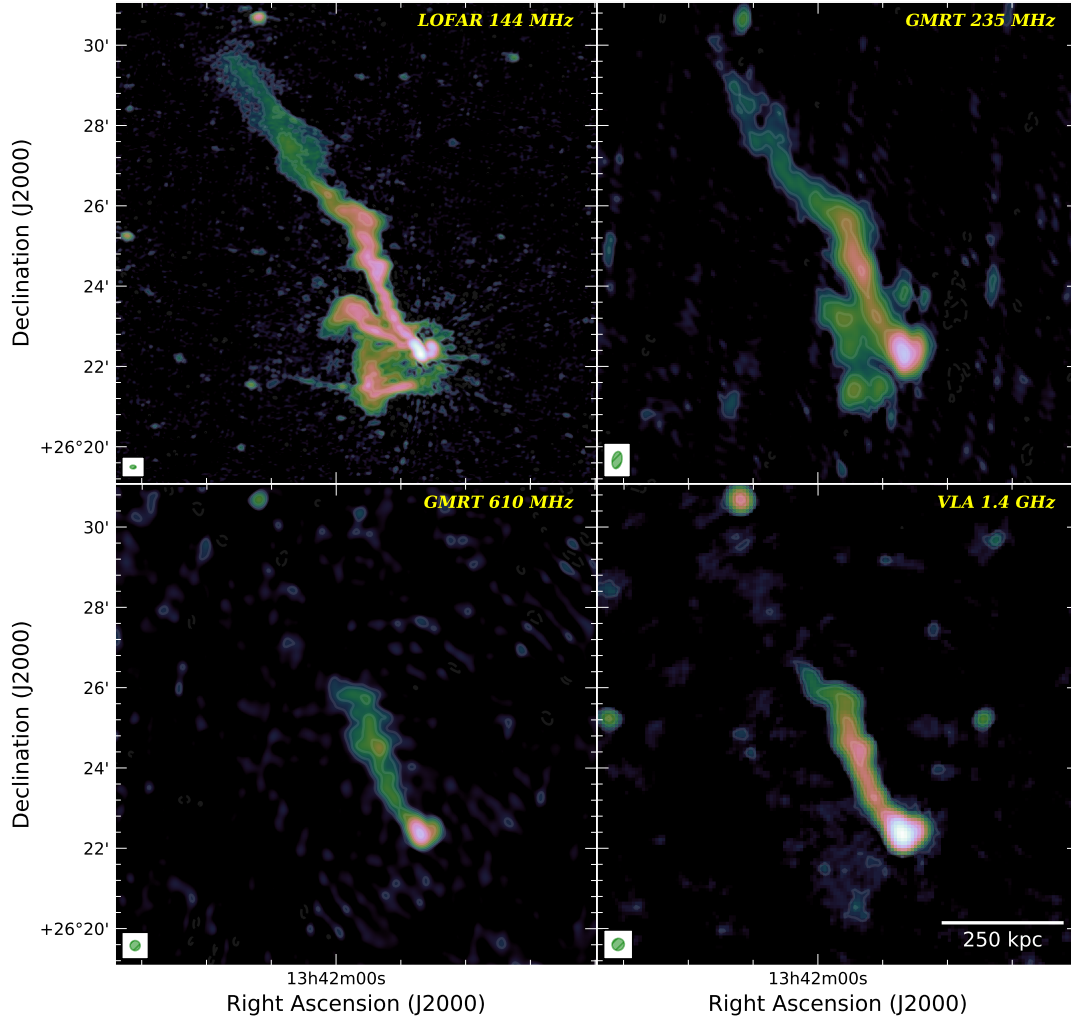 LOFAR 144 MHz
GMRT 235 MHz
Declination (J2000)
30'
28'
26'
24'
22'
+26°20'
GMRT 610 MHz
VLA 1.4 GHz
Declination (J2000)
30'
28'
26'
24'
22'
+26°20'
250 kpc
13h42m00s
13h42m00s
Right Ascension (J2000)
Right Ascension (J2000)